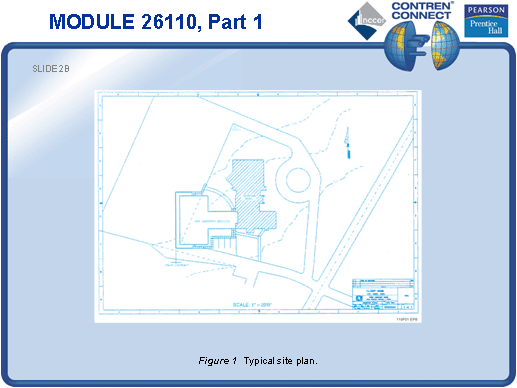 MODULE 26110, Part 1
nccer
CONTREN®
CONNECT
PEARSON
Prentice
Hall
SLIDE 2B
SCALE: 1" = 20'0"
Figure 1 Typical site plan.